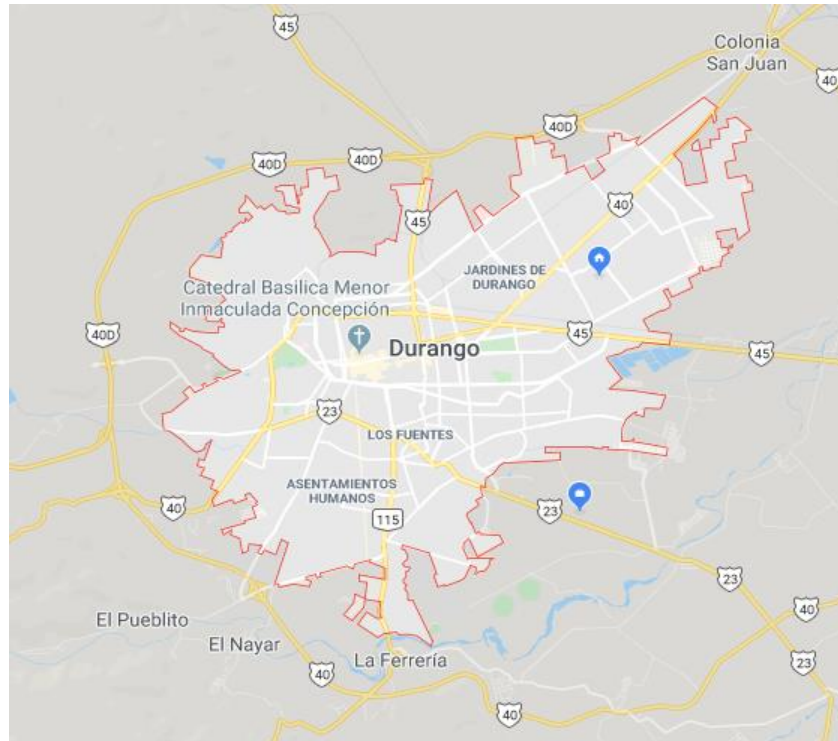 45
Colonia
San Juan
40
40D
40D
40D
40
45
JARDINES DE
DURANGO
Catedral Basilica Menor
Inmaculada Concepción
40D
45
Durango
45
23
LOS FUENTES
ASENTAMIENTOS
HUMANOS
40
115
23
23
El Pueblito
40
El Nayar
La Ferrería
23
40
40